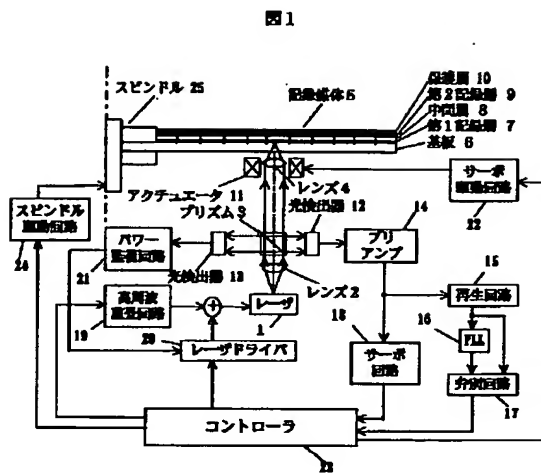 図1
スピンドル 25
記録媒体5
保護層 10
第2記録層 9
中間層 8
第1記録層 7
基板 6
アクチュエータ 11
レンズ4
光検出器 12
プリズム3
サーボ
駆動回路
22
スピンドル
駆動回路
24
パワー
監視回路
21
光検出器 13
14
プリ
アンプ
レンズ2
高周波
重畳回路
19
レーザ
1
15
再生回路
16
PLL
弁別回路
17
18
サーボ
回路
20
レーザドライバ
コントローラ
23